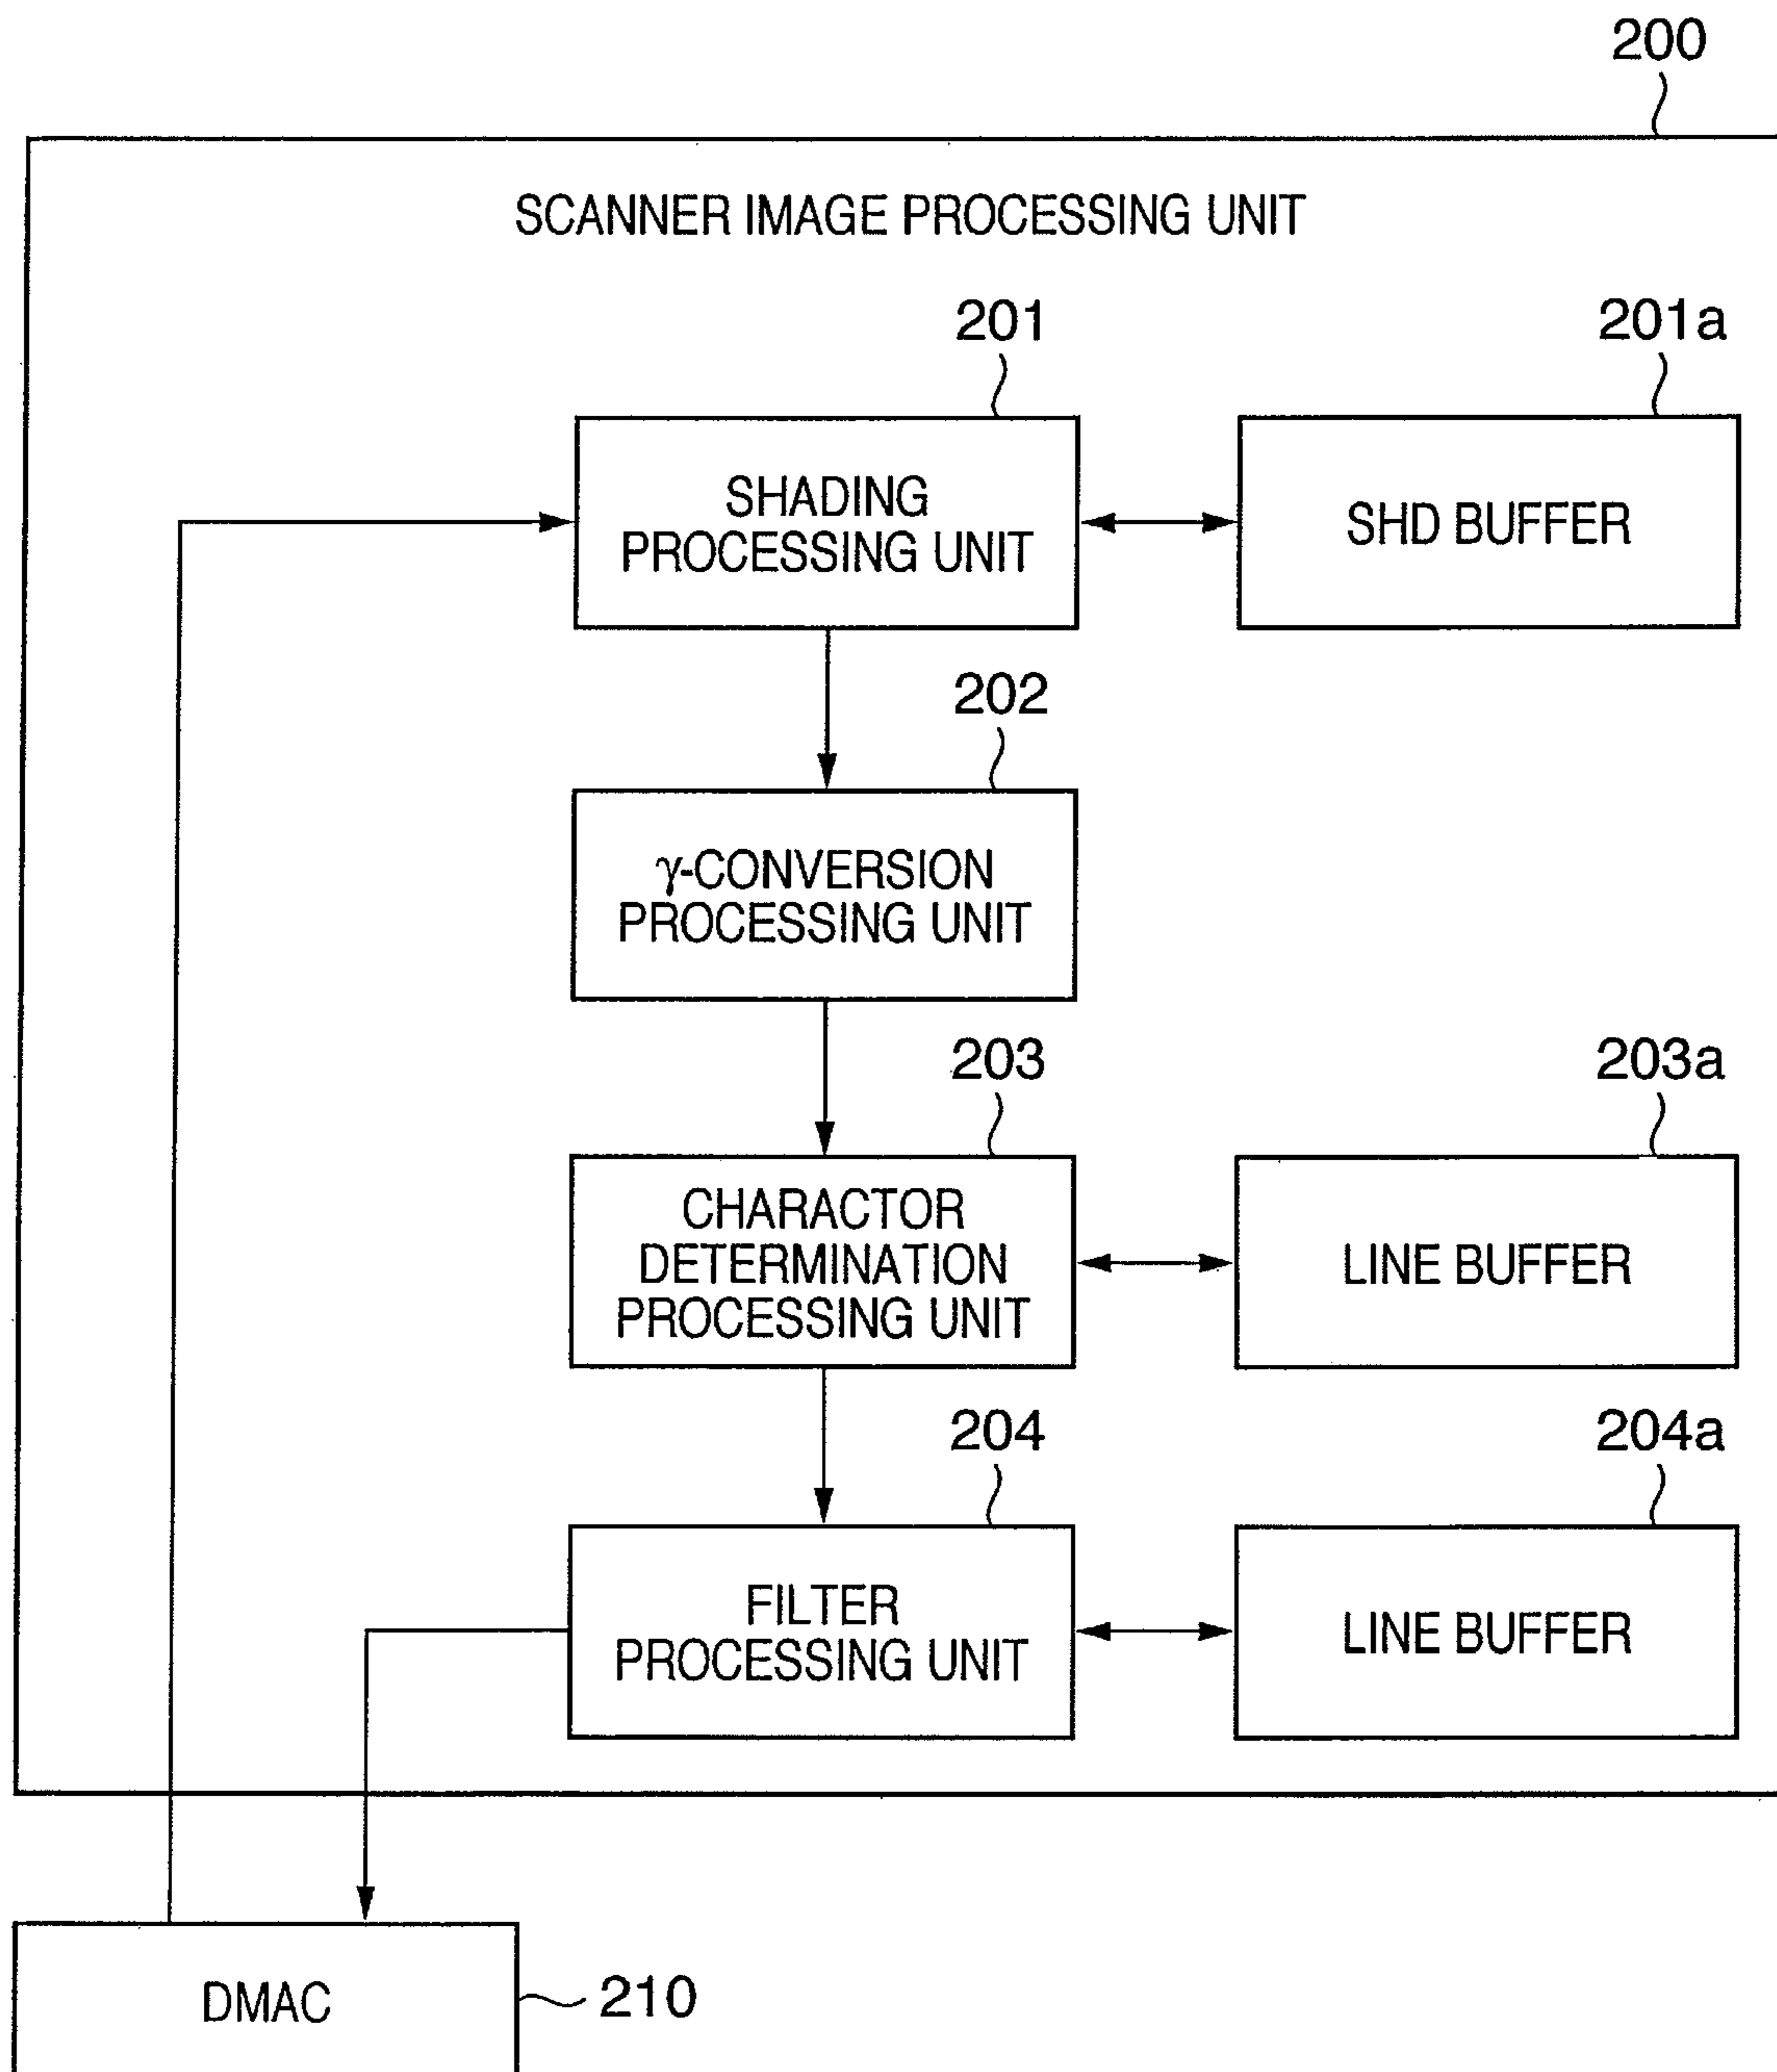 200
SCANNER IMAGE PROCESSING UNIT
201
201a
SHADING
PROCESSING UNIT
SHD BUFFER
202
γ-CONVERSION
PROCESSING UNIT
203
203a
CHARACTOR
DETERMINATION
PROCESSING UNIT
LINE BUFFER
204
204a
FILTER
PROCESSING UNIT
LINE BUFFER
DMAC
210